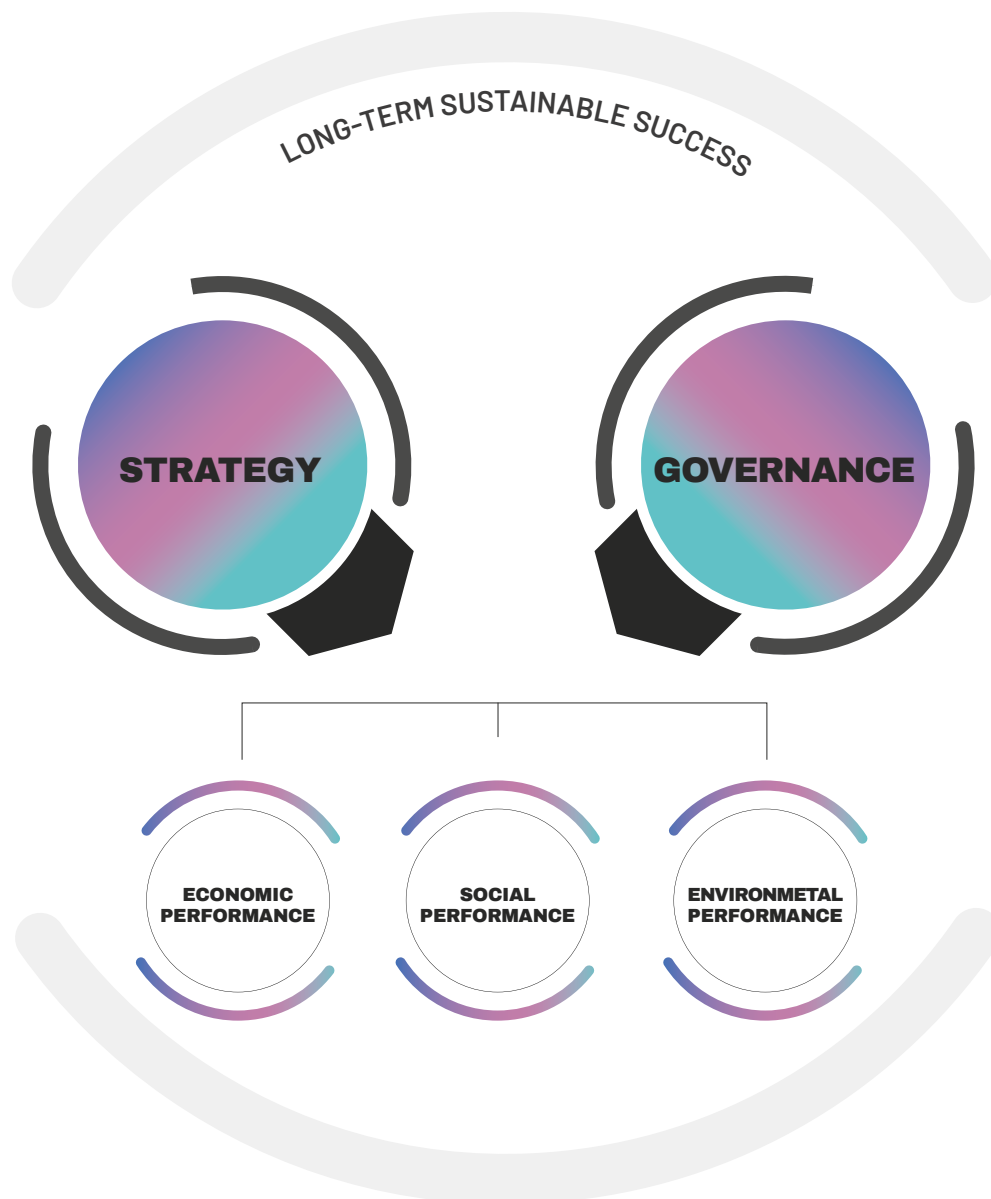 LONG-TERM SUSTAINABLE SUCCESS
STRATEGY
GOVERNANCE
ECONOMIC
PERFORMANCE
SOCIAL
PERFORMANCE
ENVIRONMETAL
PERFORMANCE